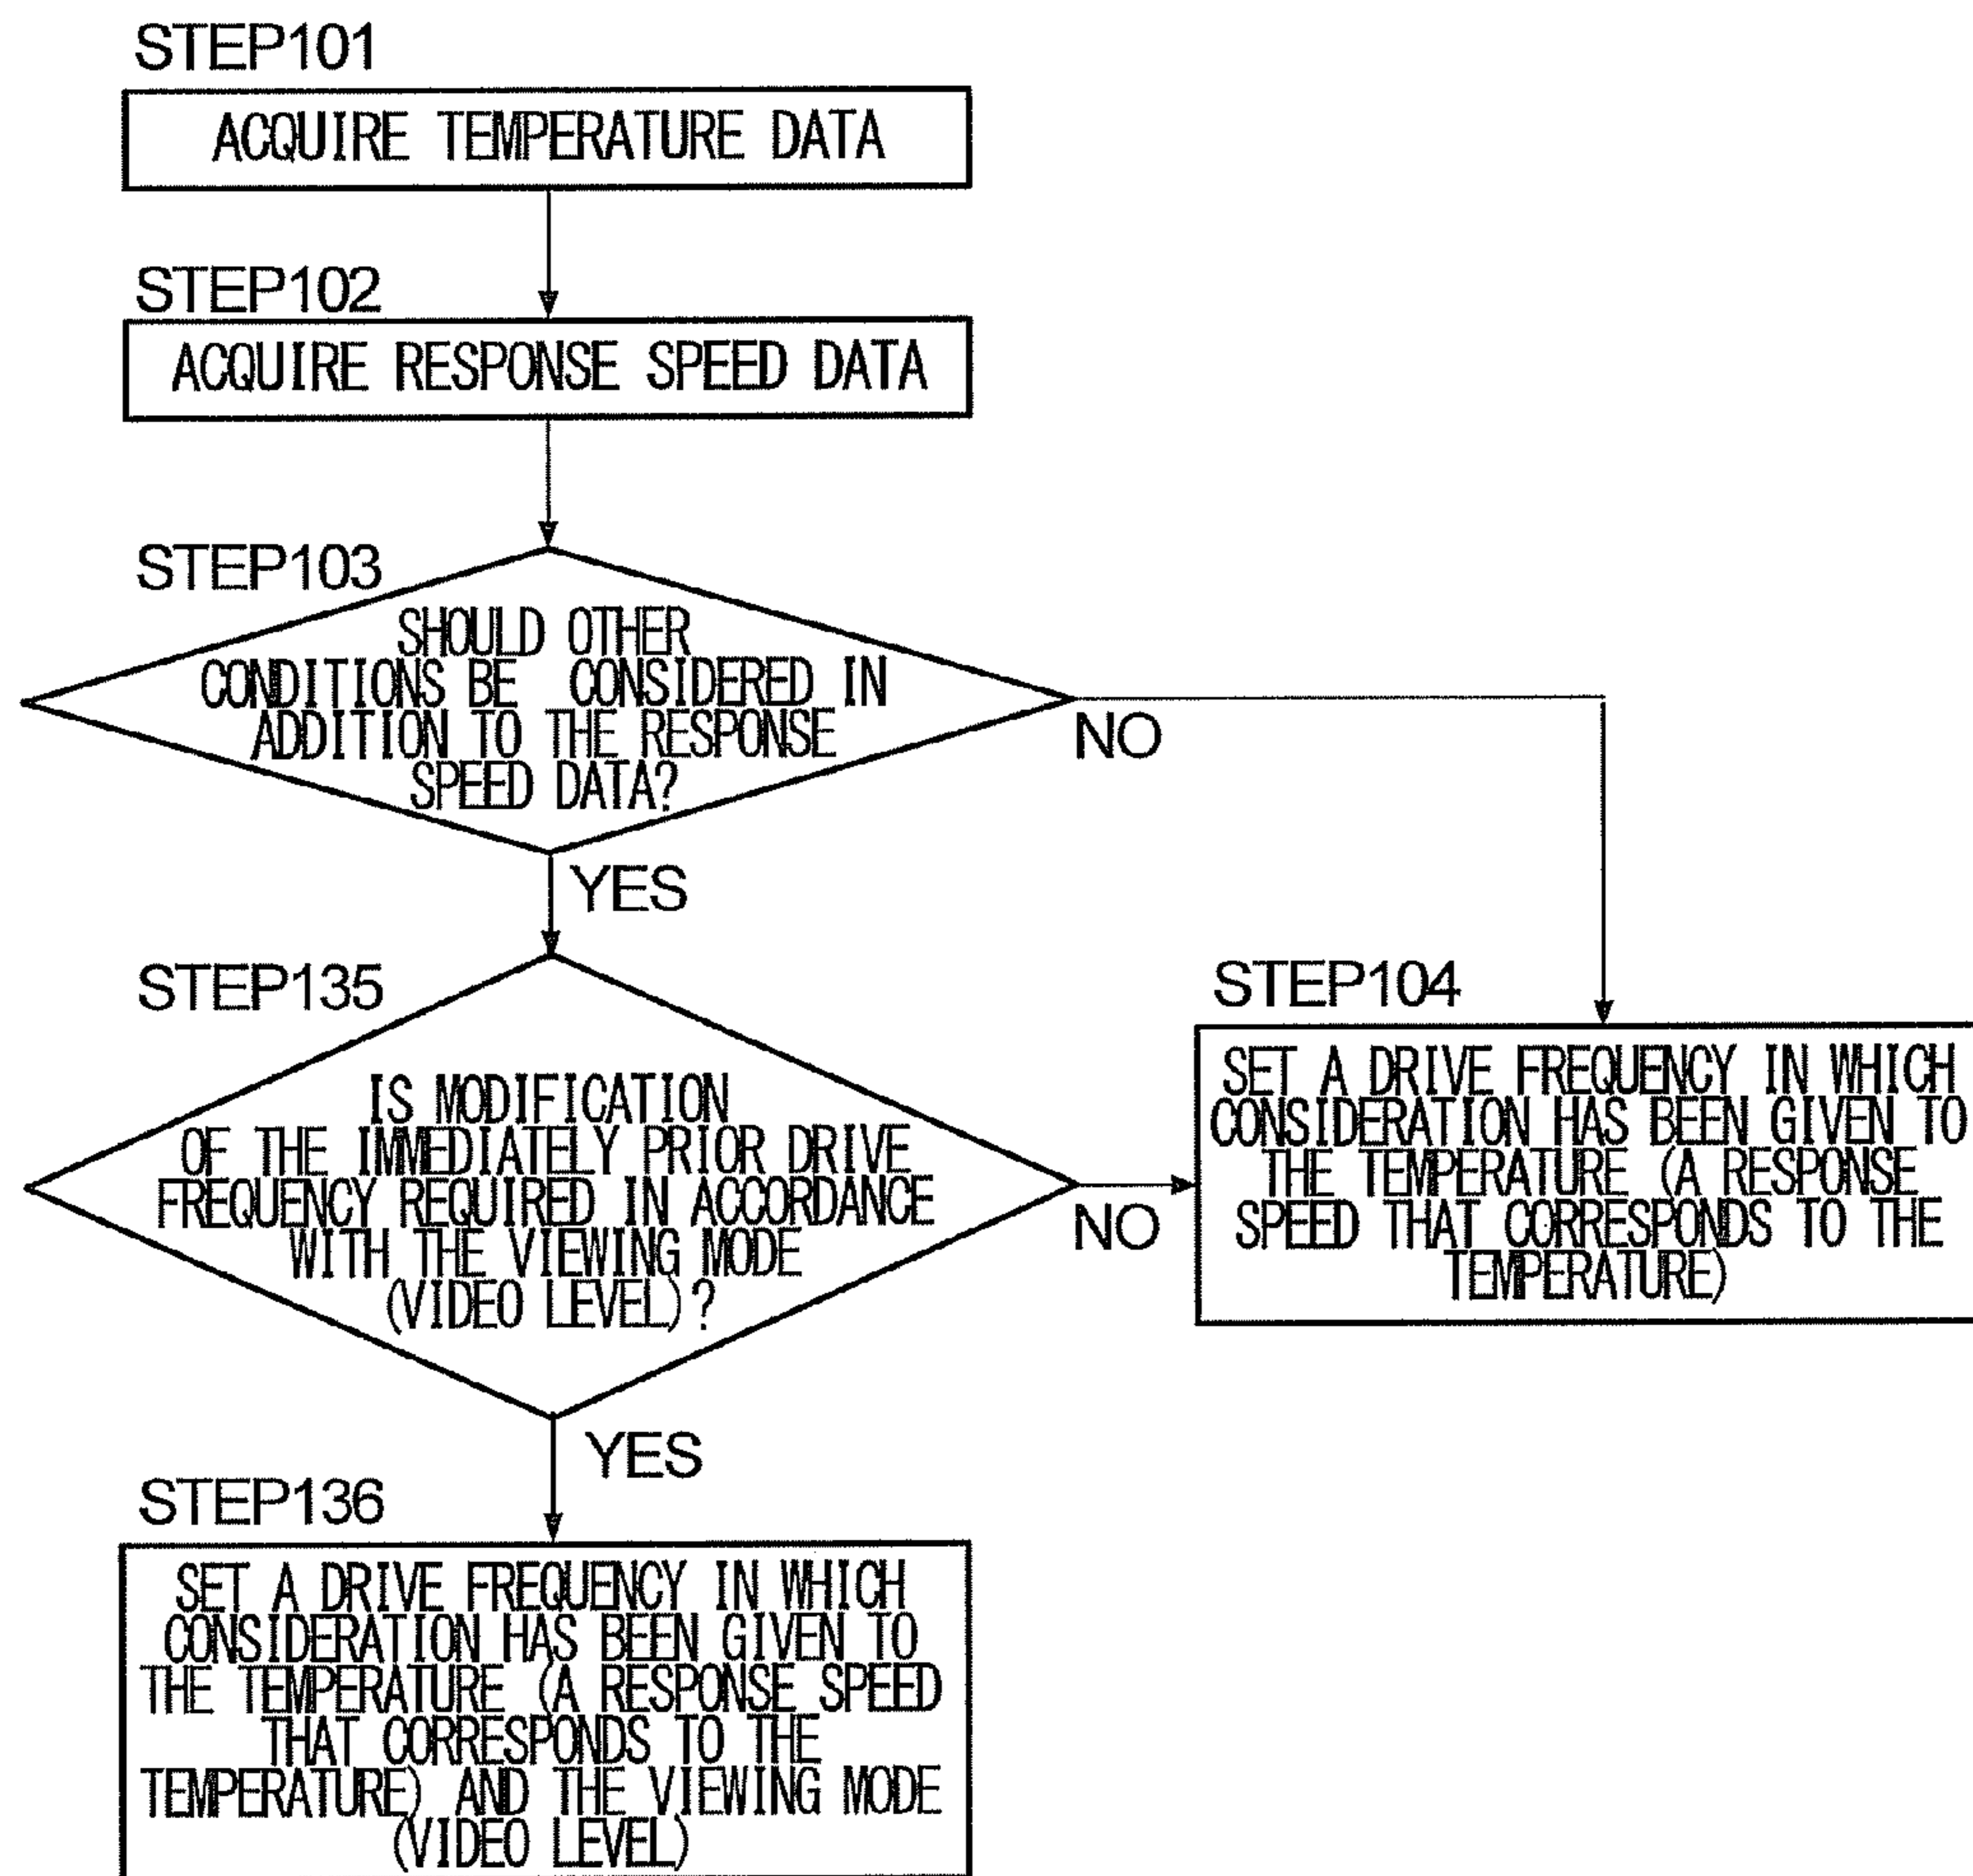 STEP101
ACQUIRE TEMPERATURE DATA
STEP102
ACQUIRE RESPONSE SPEED DATA
STEP103
SHOULD OTHER
CONDITIONS BE CONSIDERED IN
ADDITION TO THE RESPONSE
SPEED DATA?
NO
YES
STEP135
IS MODIFICATION
OF THE IMMEDIATELY PRIOR DRIVE
FREQUENCY REQUIRED IN ACCORDANCE
WITH THE VIEWING MODE
(VIDEO LEVEL)?
NO
YES
STEP104
SET A DRIVE FREQUENCY IN WHICH
CONSIDERATION HAS BEEN GIVEN TO
THE TEMPERATURE (A RESPONSE
SPEED THAT CORRESPONDS TO THE
TEMPERATURE)
STEP136
SET A DRIVE FREQUENCY IN WHICH
CONSIDERATION HAS BEEN GIVEN TO
THE TEMPERATURE (A RESPONSE SPEED
THAT CORRESPONDS TO THE
TEMPERATURE) AND THE VIEWING MODE
(VIDEO LEVEL)